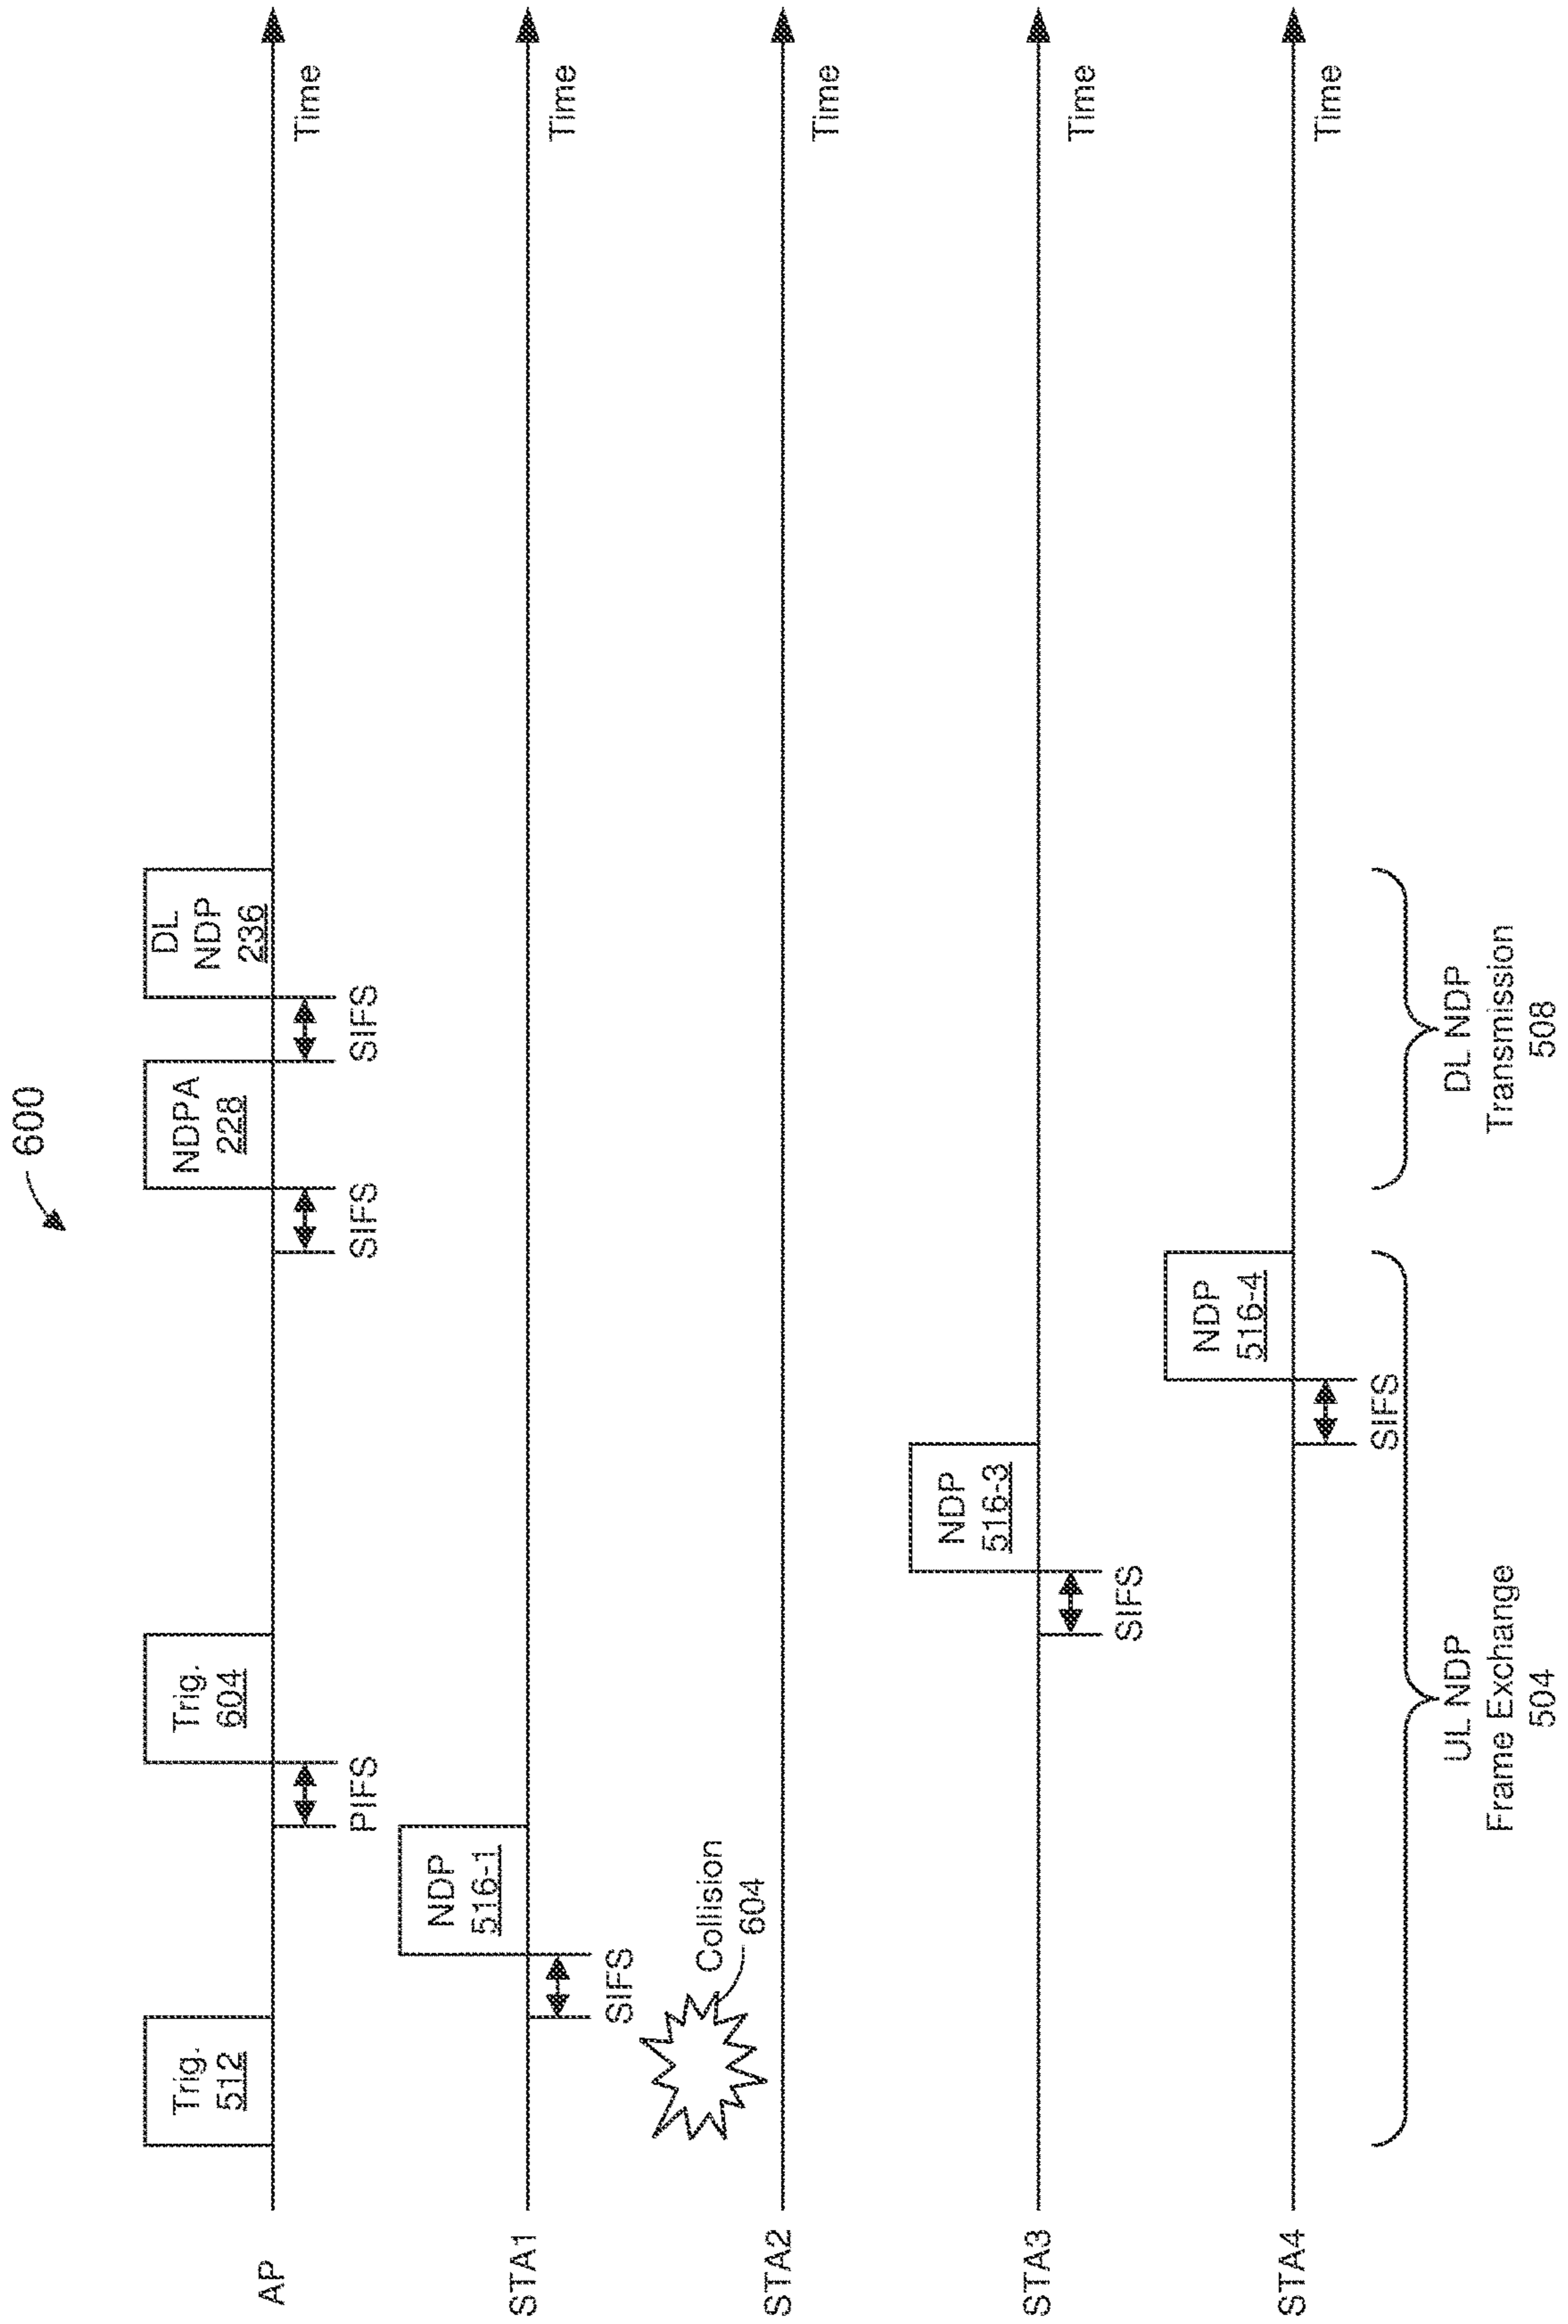 600
AP
Trig.
512
PIFS
Trig.
604
SIFS
NDPA
228
SIFS
DL
NDP
236
Time
STA1
SIFS
NDP
516-1
Time
STA2
Collision
604
Time
STA3
SIFS
NDP
516-3
Time
STA4
SIFS
NDP
516-4
Time
UL NDP
Frame Exchange
504
DL NDP
Transmission
508